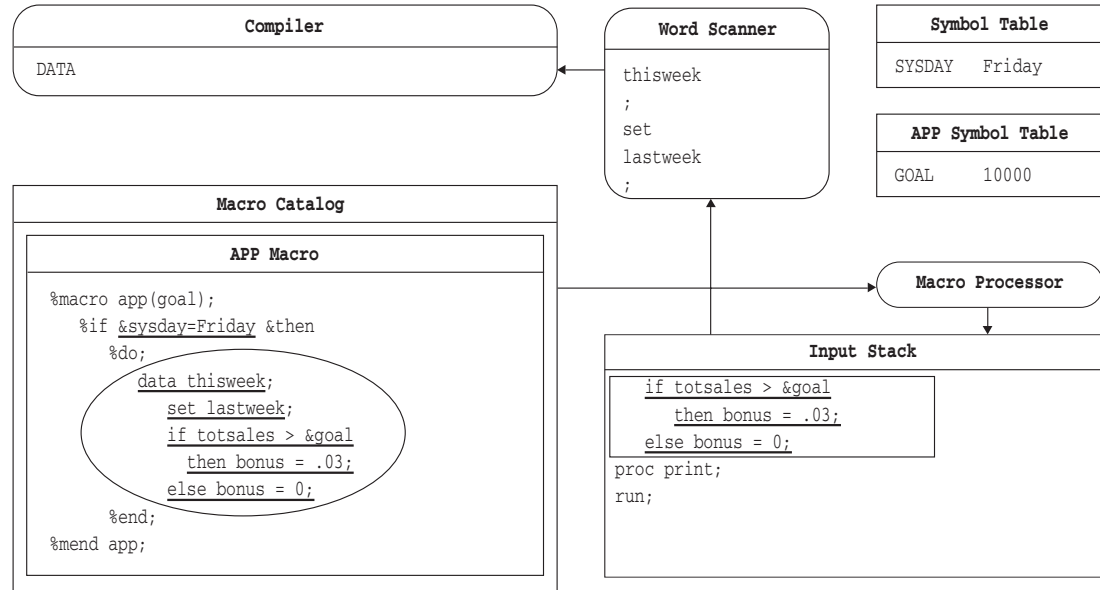 Compiler
DATA
Word Scanner
thisweek
;
set
lastweek
;
Symbol Table
SYSDAY Friday
APP Symbol Table
GOAL 10000
Macro Catalog
APP Macro
%macro app(goal);
%if &sysday=Friday &then
%do;
data thisweek;
set lastweek;
if totsales > &goal
then bonus = .03;
else bonus = 0;
%end;
%mend app;
Macro Processor
Input Stack
if totsales > &goal
then bonus = .03;
else bonus = 0;
proc print;
run;